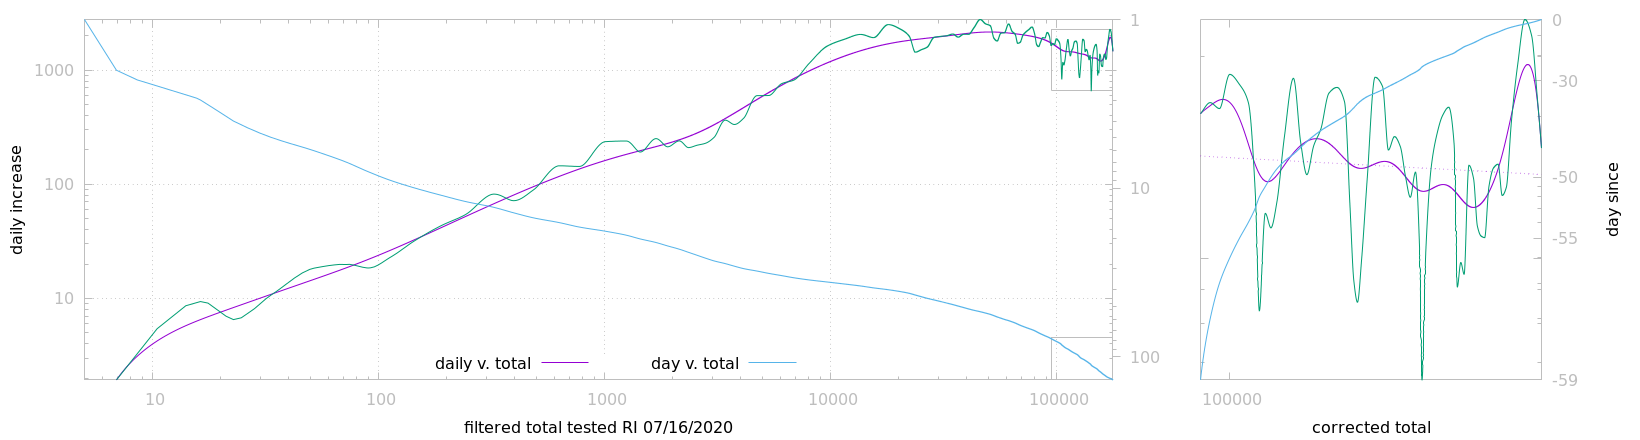 daily increase
1000
100
10
daily v. total
day v. total
10
100
1000
10000
100000
filtered total tested RI 07/16/2020
1
10
100
100000
corrected total
-0
-30
-50
-55
-59
day since